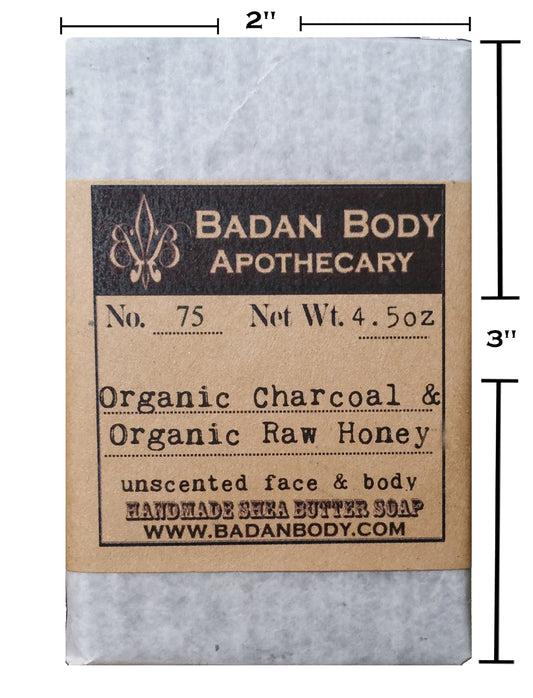 2"
BADAN BODY
APOTHECARY
No. 75 Net Wt. 4.5oz
3"
Organic Charcoal &
Organic Raw Honey
unscented face & body
HANDMADE SHEA BUTTER SOAP
WWW.BADANBODY.COM